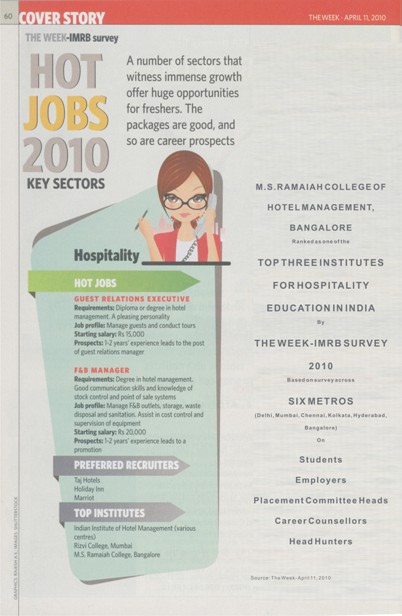 60
COVER STORY
THE WEEK • APRIL 11, 2010
THE WEEK-IMRB survey
HOT
JOBS
2010
KEY SECTORS
A number of sectors that
witness immense growth
offer huge opportunities
for freshers. The
packages are good, and
so are career prospects
Hospitality
HOT JOBS
GUEST RELATIONS EXECUTIVE
Requirements: Diploma or degree in hotel
management. A pleasing personality
Job profile: Manage guests and conduct tours
Starting salary: Rs 15,000
Prospects: 1-2 years' experience leads to the post
of guest relations manager
F&B MANAGER
Requirements: Degree in hotel management.
Good communication skills and knowledge of
stock control and point of sale systems
Job profile: Manage F&B outlets, storage, waste
disposal and sanitation. Assist in cost control and
supervision of equipment
Starting salary: Rs 20,000
Prospects: 1-2 years' experience leads to a
promotion
PREFERRED RECRUITERS
Taj Hotels
Holiday Inn
Marriot
TOP INSTITUTES
Indian Institute of Hotel Management (various
centres)
Rizvi College, Mumbai
M.S. Ramaiah College, Bangalore
M.S.RAMAIAH COLLEGE OF
HOTEL MANAGEMENT,
BANGALORE
Ranked as one of the
TOP THREE INSTITUTES
FOR HOSPITALITY
EDUCATION IN INDIA
By
THE WEEK-IMRB SURVEY
2010
Based on survey across
SIX METROS
(Delhi, Mumbai, Chennai, Kolkata, Hyderabad,
Bangalore)
On
Students
Employers
Placement Committee Heads
Career Counsellors
Head Hunters
Source: The Week- April 11, 2010